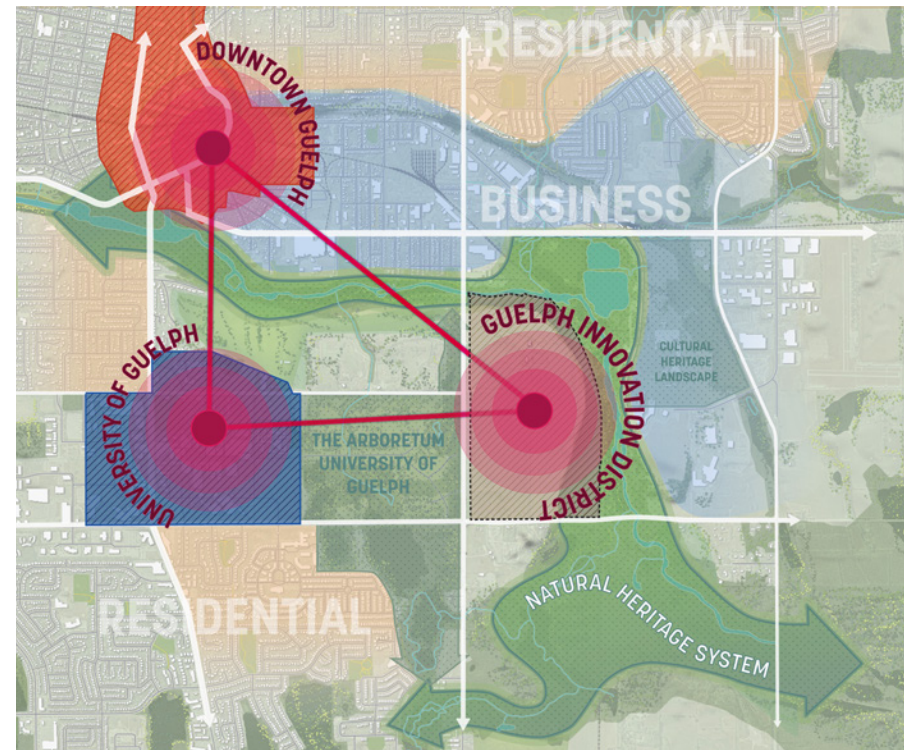 RESIDENTIAL
DOWNTOWN GUELPH
BUSINESS
GUELPH INNOVATION DISTRICT
CULTURAL
HERITAGE
LANDSCAPE
UNIVERSITY OF GUELPH
THE ARBORETUM
UNIVERSITY OF
GUELPH
RESIDENTIAL
NATURAL HERITAGE SYSTEM